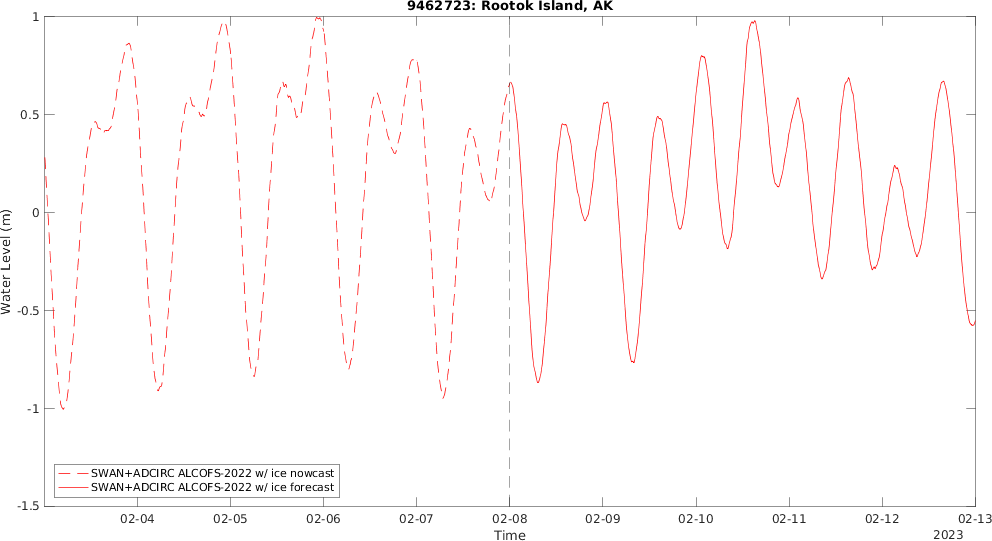 9462723: Rootok Island, AK
1
0.5
0
-0.5
-1
-1.5
Water Level (m)
SWAN+ADCIRC ALCOFS-2022 w/ ice nowcast
SWAN+ADCIRC ALCOFS-2022 w/ ice forecast
02-04 02-05 02-06 02-07 02-08 02-09 02-10 02-11 02-12 02-13
Time
2023